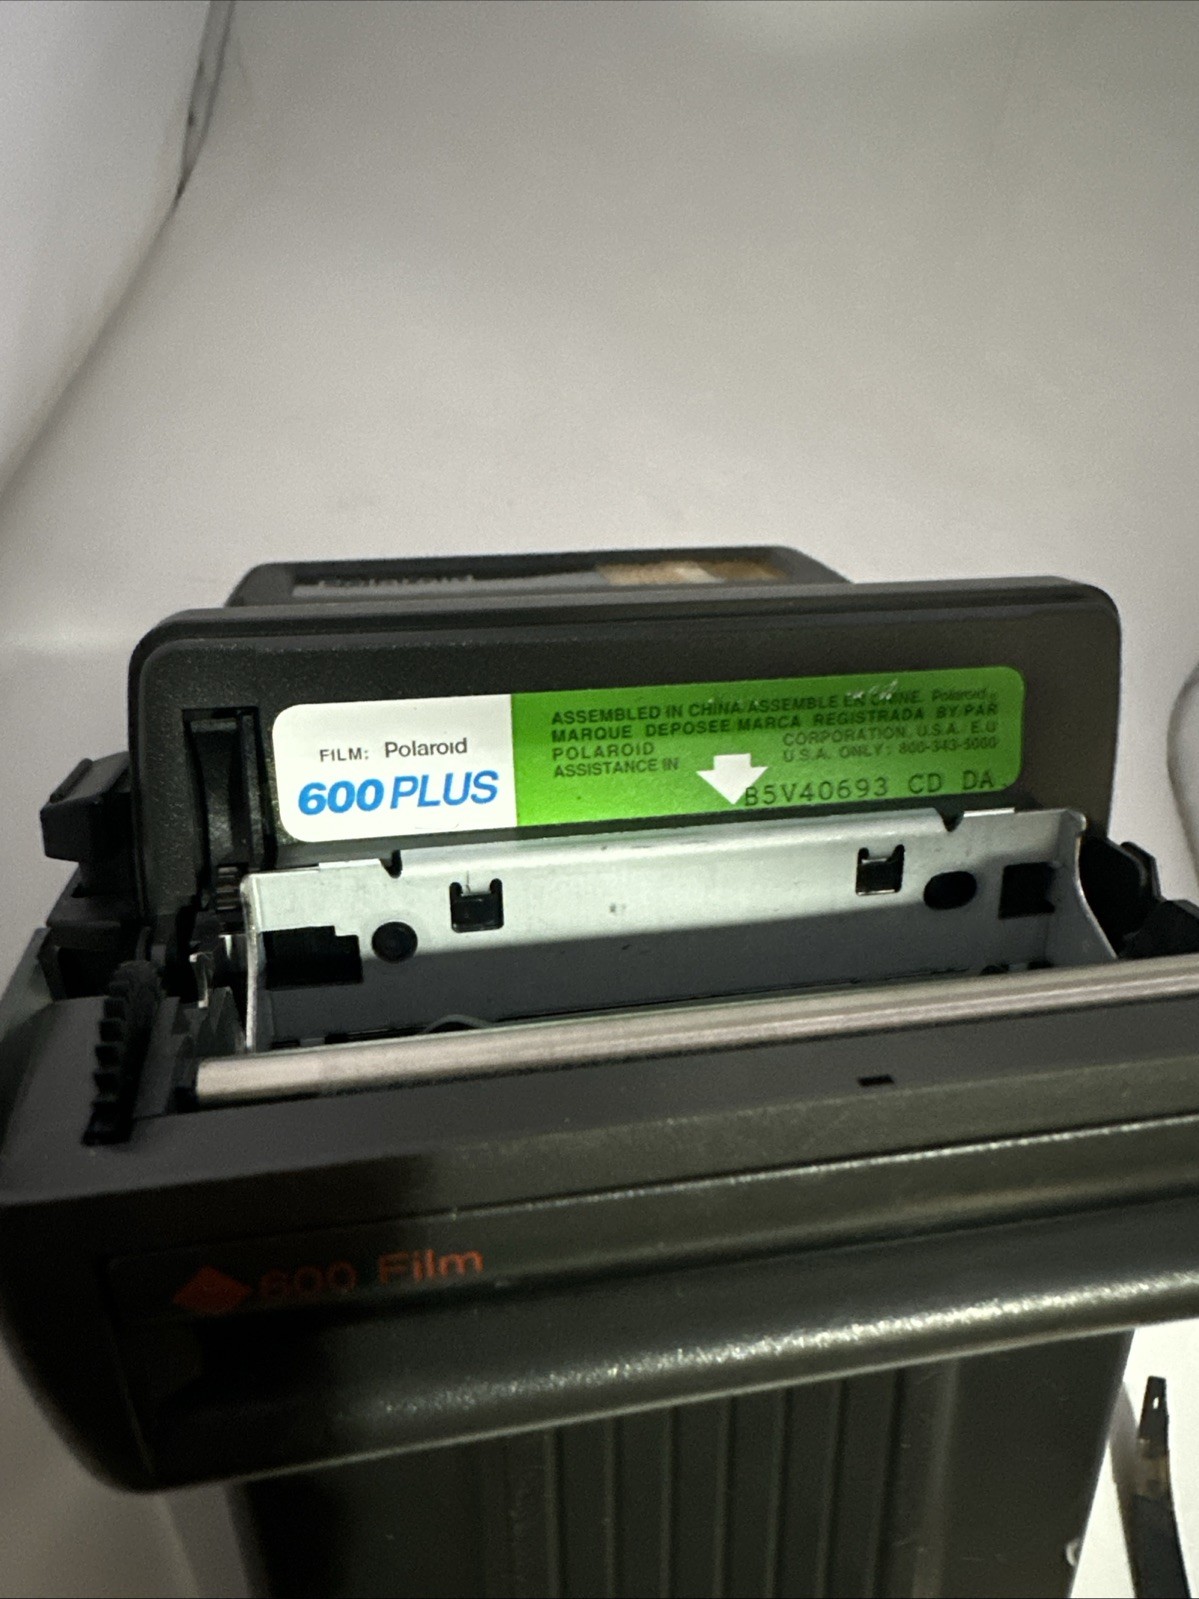 Polaroid
FILM: Polaroid
600 PLUS
ASSEMBLED IN CHINA/ASSEMBLE EN CHINE. Polaroid ®
MARQUE DEPOSEE MARCA REGISTRADA BY·PAR
POLAROID CORPORATION, U.S.A. E.U
ASSISTANCE IN U.S.A. ONLY: 800-343-5000
B5V40693 CD DA
600 Film